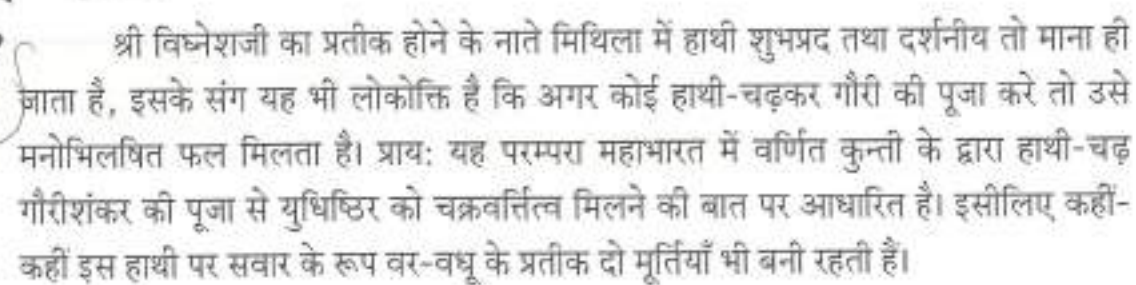 श्री विघ्नेशजी का प्रतीक होने के नाते मिथिला में हाथी शुभप्रद तथा दर्शनीय तो माना ही
जाता है, इसके संग यह भी लोकोक्ति है कि अगर कोई हाथी-चढ़कर गौरी की पूजा करे तो उसे
मनोभिलषित फल मिलता है। प्राय: यह परम्परा महाभारत में वर्णित कुन्ती के द्वारा हाथी-चढ़
गौरीशंकर की पूजा से युधिष्ठिर को चक्रवर्त्तित्व मिलने की बात पर आधारित है। इसीलिए कहीं-
कहीं इस हाथी पर सवार के रूप वर-वधू के प्रतीक दो मूर्तियाँ भी बनी रहती हैं।